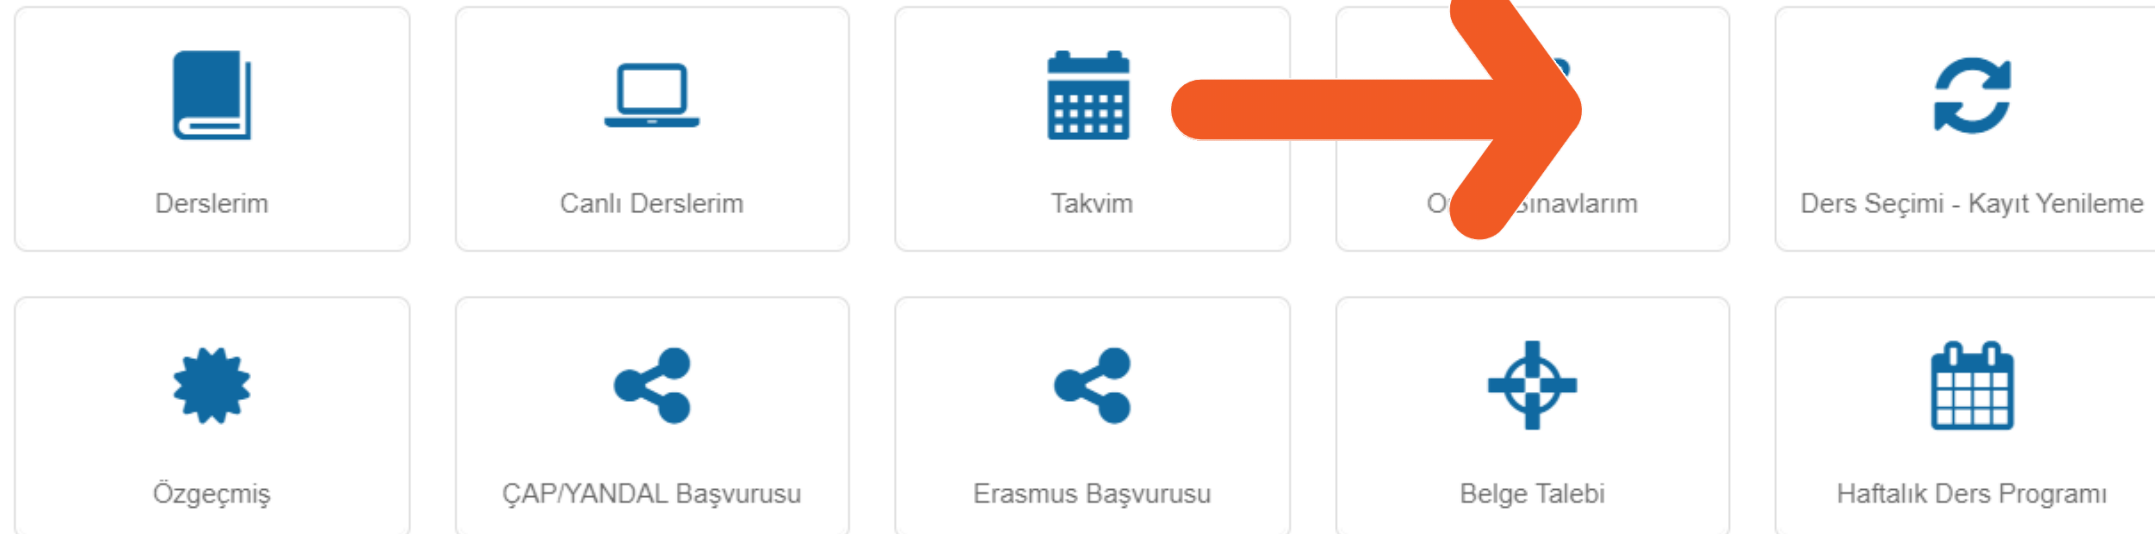 Derslerim
Canlı Derslerim
Takvim
Sınavlarım
Ders Seçimi - Kayıt Yenileme
Özgeçmiş
ÇAP/YANDAL Başvurusu
Erasmus Başvurusu
Belge Talebi
Haftalık Ders Programı